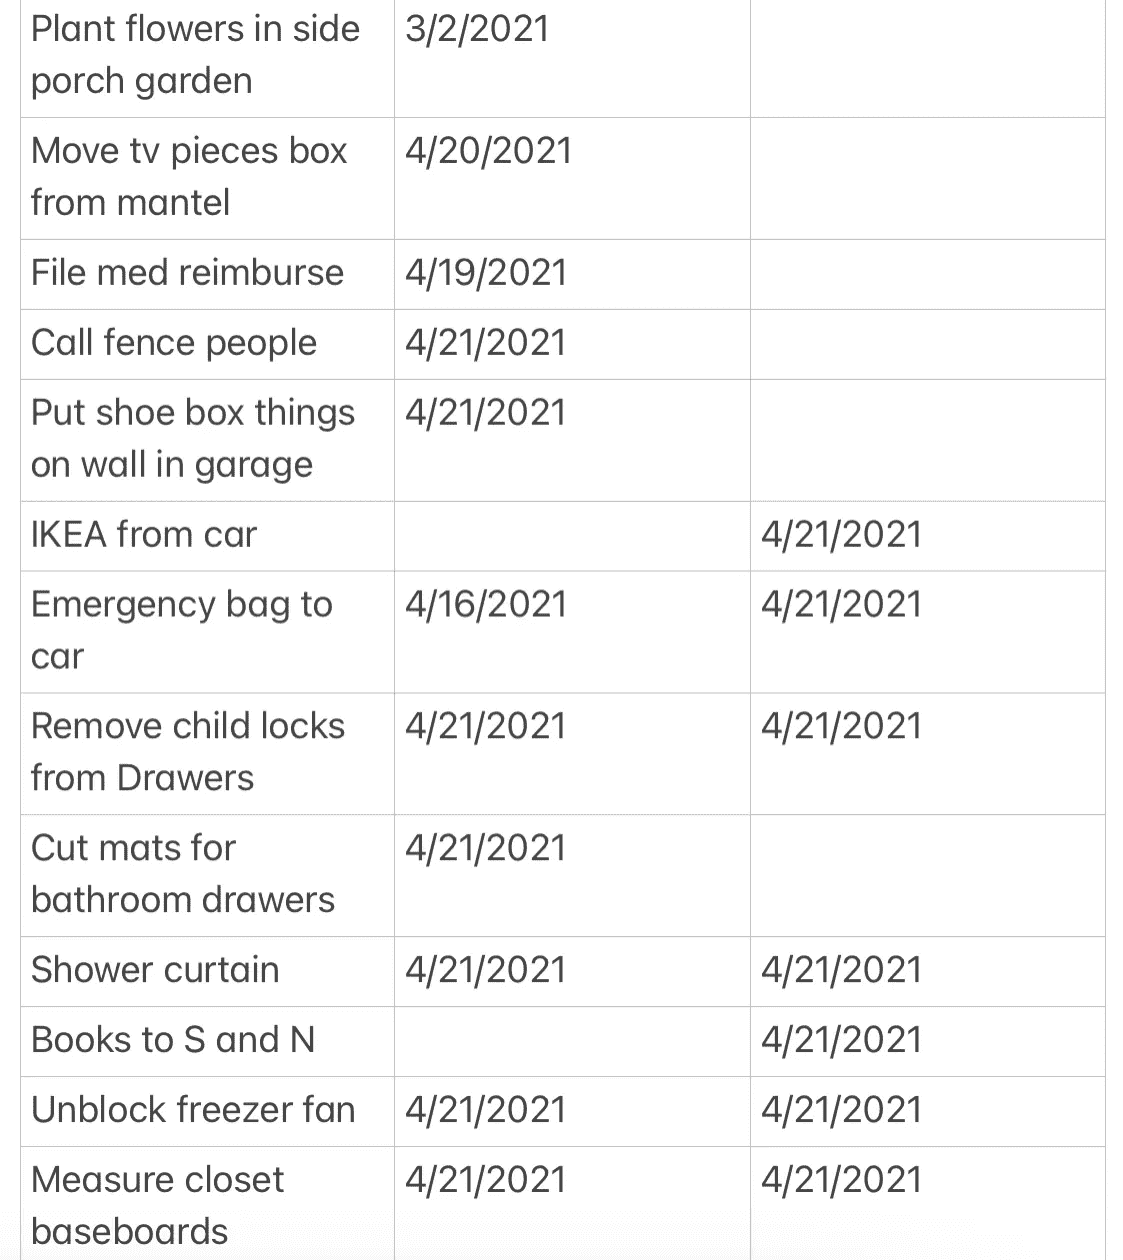 Plant flowers in side 3/2/2021
porch garden
Move tv pieces box 4/20/2021
from mantel
File med reimburse 4/19/2021
Call fence people 4/21/2021
Put shoe box things 4/21/2021
on wall in garage
IKEA from car 4/21/2021
Emergency bag to 4/16/2021 4/21/2021
car
Remove child locks 4/21/2021 4/21/2021
from Drawers
Cut mats for 4/21/2021
bathroom drawers
Shower curtain 4/21/2021 4/21/2021
Books to S and N 4/21/2021
Unblock freezer fan 4/21/2021 4/21/2021
Measure closet 4/21/2021 4/21/2021
baseboards